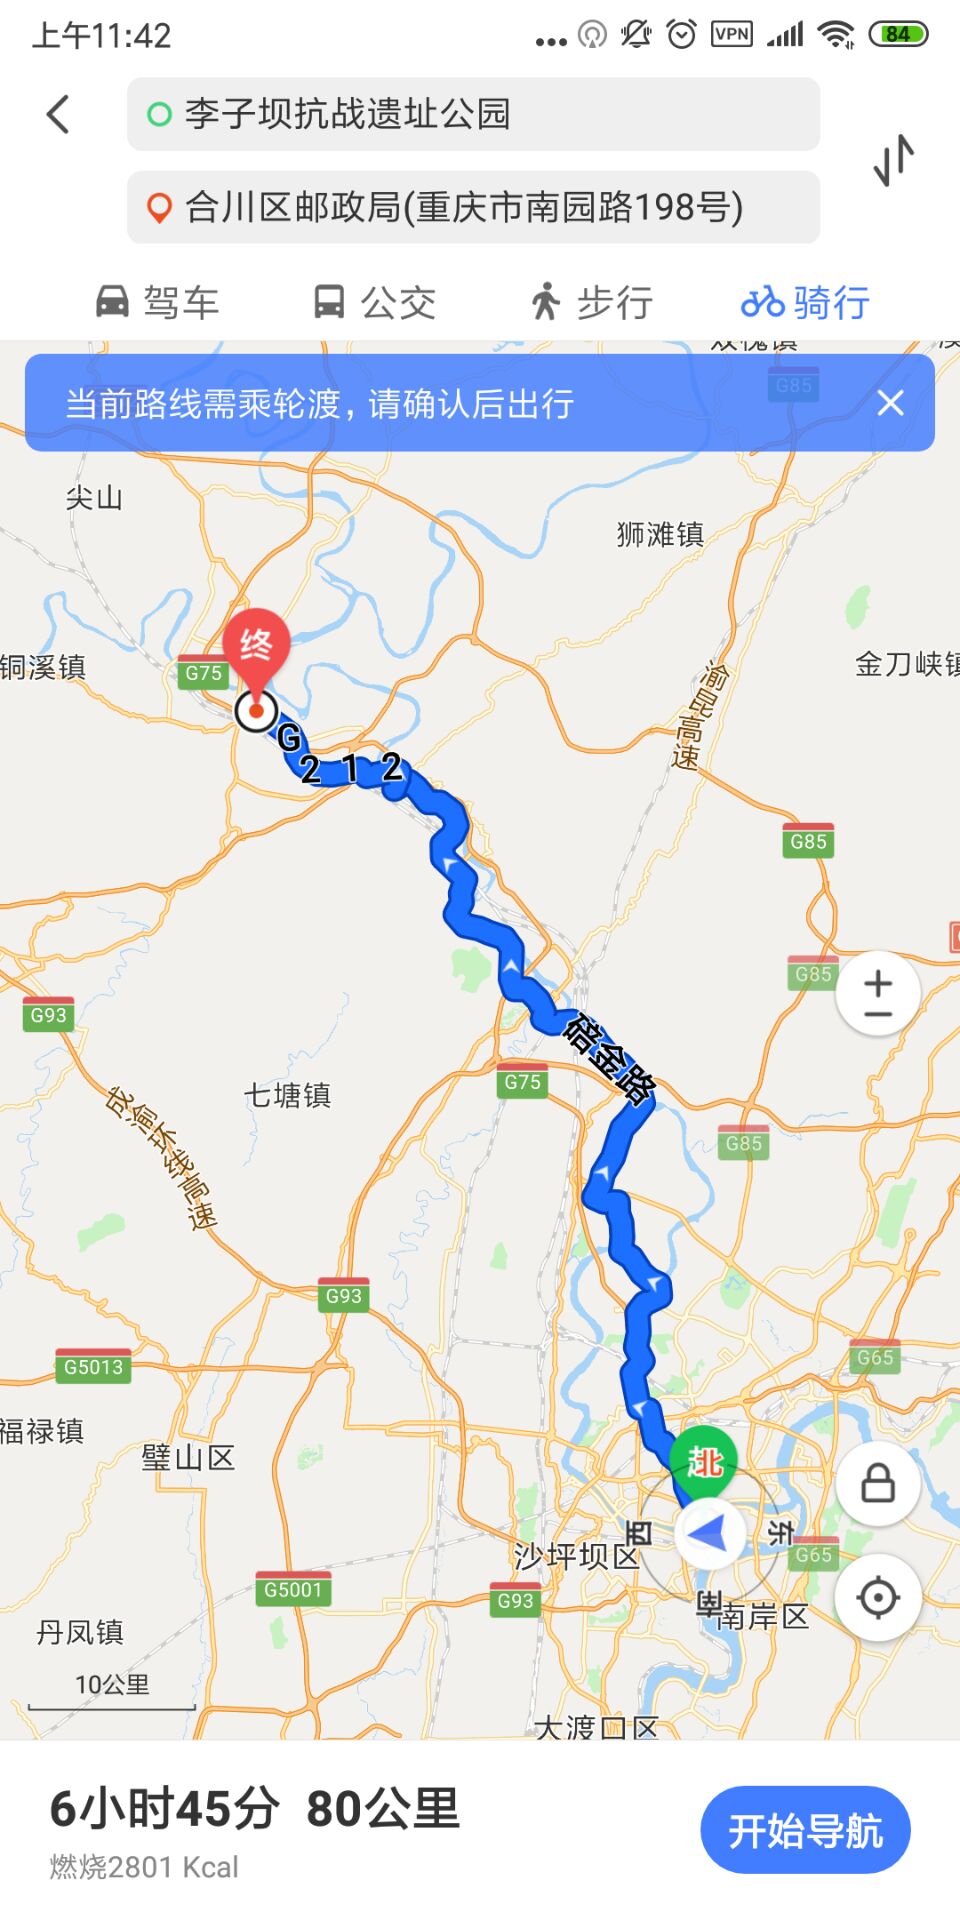 上午11:42
VPN
84
李子坝抗战遗址公园
合川区邮政局(重庆市南园路198号)
驾车
公交
步行
骑行
G85
当前路线需乘轮渡，请确认后出行
尖山
狮滩镇
铜溪镇
G75
终
金刀峡镇
渝昆高速
G212
G85
G85
G93
碚金路
七塘镇
G75
成渝环线高速
G85
G93
G5013
G65
福禄镇
璧山区
北
西
东
沙坪坝区
G65
G5001
G93
南
南岸区
丹凤镇
10公里
大渡口区
6小时45分 80公里
燃烧2801 Kcal
开始导航